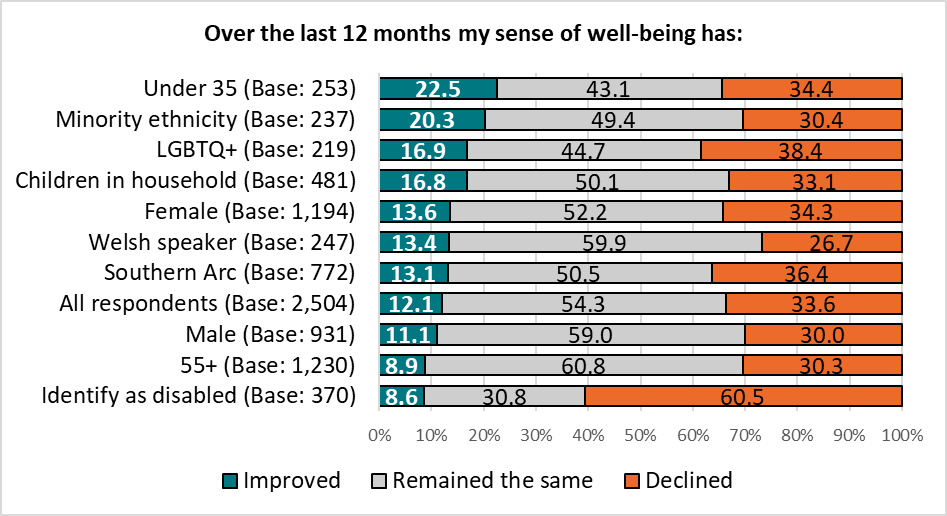 Over the last 12 months my sense of well-being has:
Under 35 (Base: 253) 22.5 43.1 34.4
Minority ethnicity (Base: 237) 20.3 49.4 30.4
LGBTQ+ (Base: 219) 16.9 44.7 38.4
Children in household (Base: 481) 16.8 50.1 33.1
Female (Base: 1,194) 13.6 52.2 34.3
Welsh speaker (Base: 247) 13.4 59.9 26.7
Southern Arc (Base: 772) 13.1 50.5 36.4
All respondents (Base: 2,504) 12.1 54.3 33.6
Male (Base: 931) 11.1 59.0 30.0
55+ (Base: 1,230) 8.9 60.8 30.3
Identify as disabled (Base: 370) 8.6 30.8 60.5
0% 10% 20% 30% 40% 50% 60% 70% 80% 90% 100%
Improved Remained the same Declined